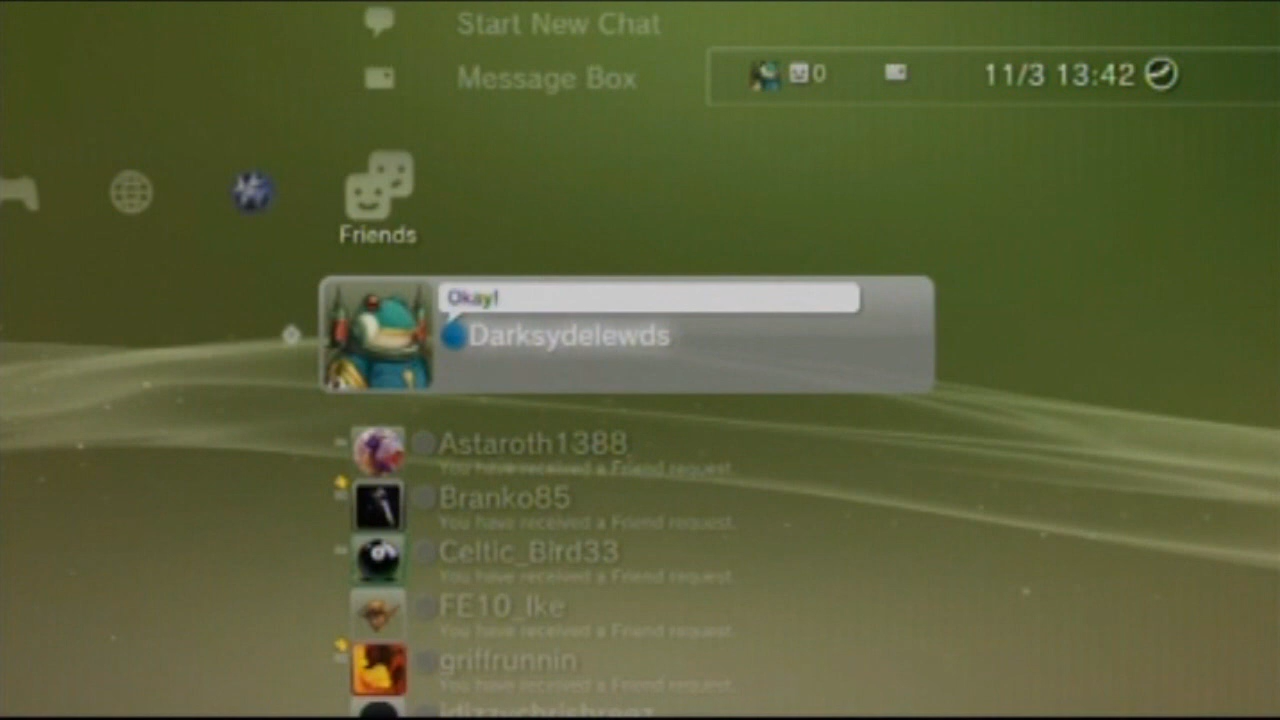 Start New Chat
Message Box
0
11/3 13:42
Friends
Okay!
Darksydelewds
Astaroth1388
You have received a Friend request.
Branko85
You have received a Friend request.
Celtic_Bird33
You have received a Friend request.
FE10_Ike
You have received a Friend request.
griffrunnin
You have received a Friend request.